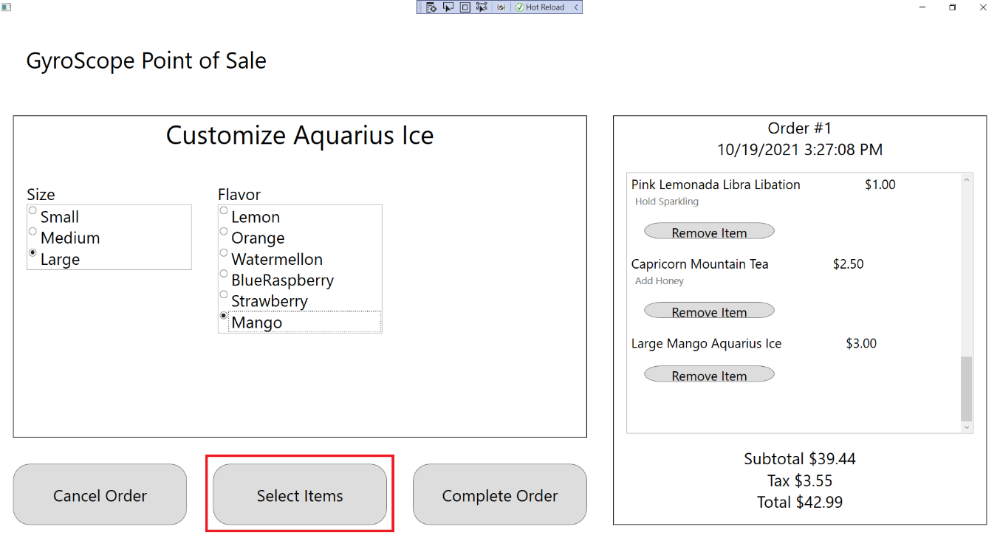 Hot Reload
GyroScope Point of Sale
Customize Aquarius Ice
Size
Small
Medium
Large
Flavor
Lemon
Orange
Watermellon
BlueRaspberry
Strawberry
Mango
Cancel Order
Select Items
Complete Order
Order #1
10/19/2021 3:27:08 PM
Pink Lemonada Libra Libation $1.00
Hold Sparkling
Remove Item
Capricorn Mountain Tea $2.50
Add Honey
Remove Item
Large Mango Aquarius Ice $3.00
Remove Item
Subtotal $39.44
Tax $3.55
Total $42.99